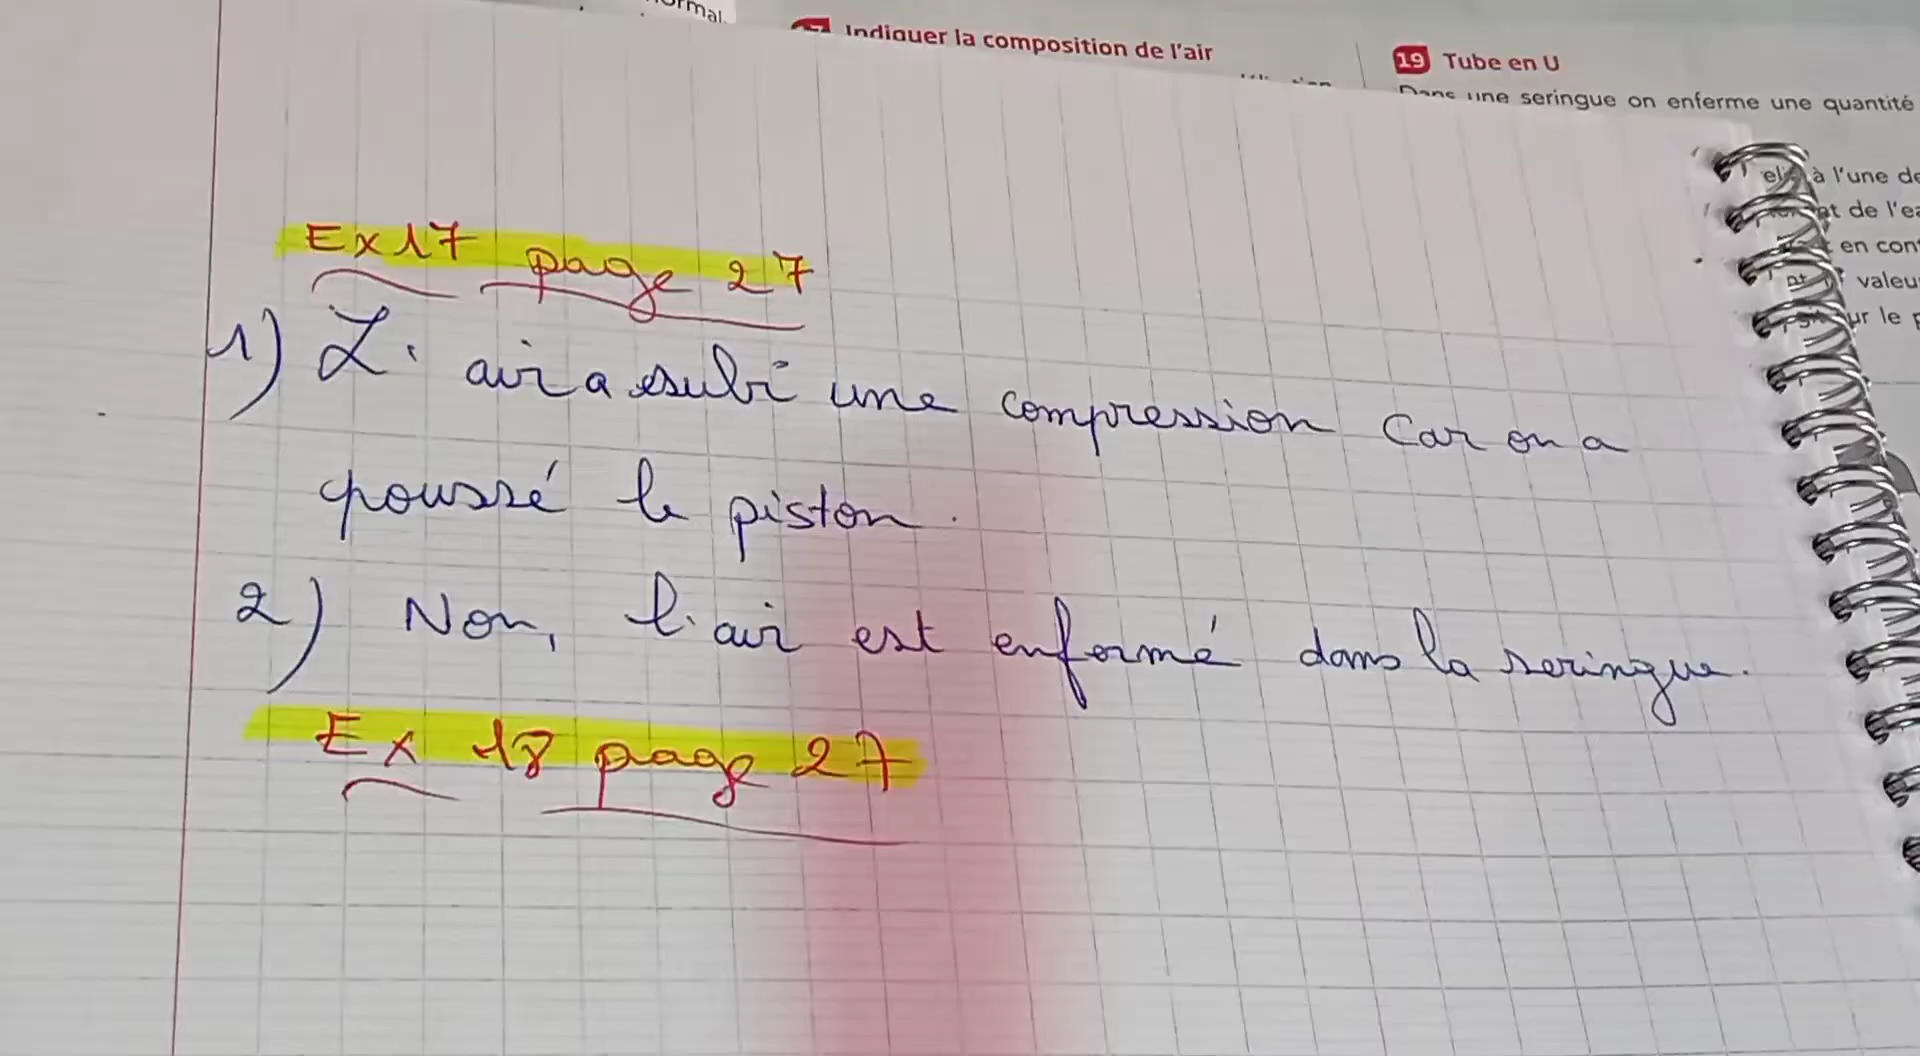 ormal.
Indiquer la composition de l'air
19 Tube en U
Dans une seringue on enferme une quantité
à l'une de
de l'ea
en con
valeu
ur le p
Ex 17 page 27
1) L'air a subi une compression car on a
poussé le piston.
2) Non, l'air est enfermé dans la seringue.
Ex 18 page 27